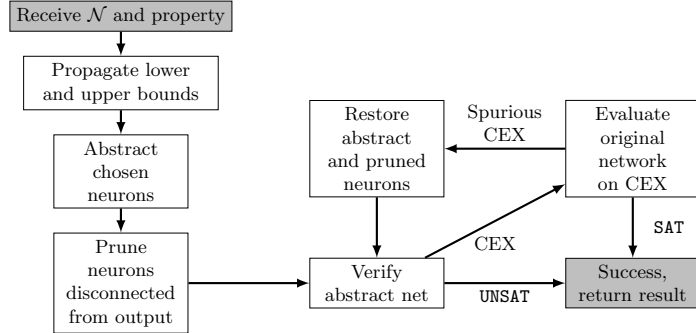 Receive 𝒩 and property
Propagate lower
and upper bounds
Abstract
chosen
neurons
Prune
neurons
disconnected
from output
Restore
abstract
and pruned
neurons
Spurious
CEX
Evaluate
original
network
on CEX
CEX
SAT
Verify
abstract net
UNSAT
Success,
return result